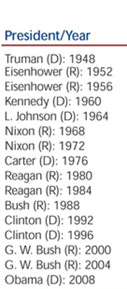 President/Year
Truman (D): 1948
Eisenhower (R): 1952
Eisenhower (R): 1956
Kennedy (D): 1960
L. Johnson (D): 1964
Nixon (R): 1968
Nixon (R): 1972
Carter (D): 1976
Reagan (R): 1980
Reagan (R): 1984
Bush (R): 1988
Clinton (D): 1992
Clinton (D): 1996
G. W. Bush (R): 2000
G. W. Bush (R): 2004
Obama (D): 2008